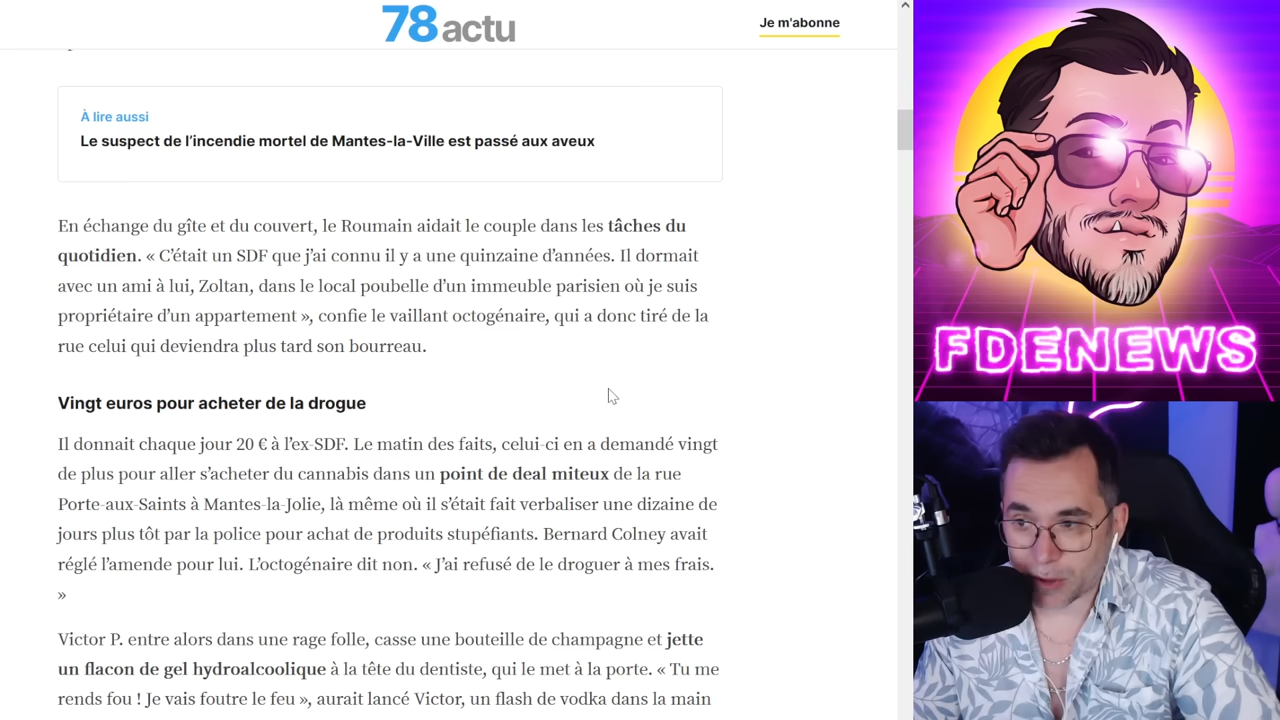 78 actu
Je m'abonne
À lire aussi
Le suspect de l’incendie mortel de Mantes-la-Ville est passé aux aveux
En échange du gîte et du couvert, le Roumain aidait le couple dans les tâches du
quotidien. « C’était un SDF que j’ai connu il y a une quinzaine d’années. Il dormait
avec un ami à lui, Zoltan, dans le local poubelle d’un immeuble parisien où je suis
propriétaire d’un appartement », confie le vaillant octogénaire, qui a donc tiré de la
rue celui qui deviendra plus tard son bourreau.
Vingt euros pour acheter de la drogue
Il donnait chaque jour 20 € à l’ex-SDF. Le matin des faits, celui-ci en a demandé vingt
de plus pour aller s’acheter du cannabis dans un point de deal miteux de la rue
Porte-aux-Saints à Mantes-la-Jolie, là même où il s’était fait verbaliser une dizaine de
jours plus tôt par la police pour achat de produits stupéfiants. Bernard Colney avait
réglé l’amende pour lui. L’octogénaire dit non. « J’ai refusé de le droguer à mes frais.
»
Victor P. entre alors dans une rage folle, casse une bouteille de champagne et jette
un flacon de gel hydroalcoolique à la tête du dentiste, qui le met à la porte. « Tu me
rends fou ! Je vais foutre le feu », aurait lancé Victor, un flash de vodka dans la main
FDENEWS